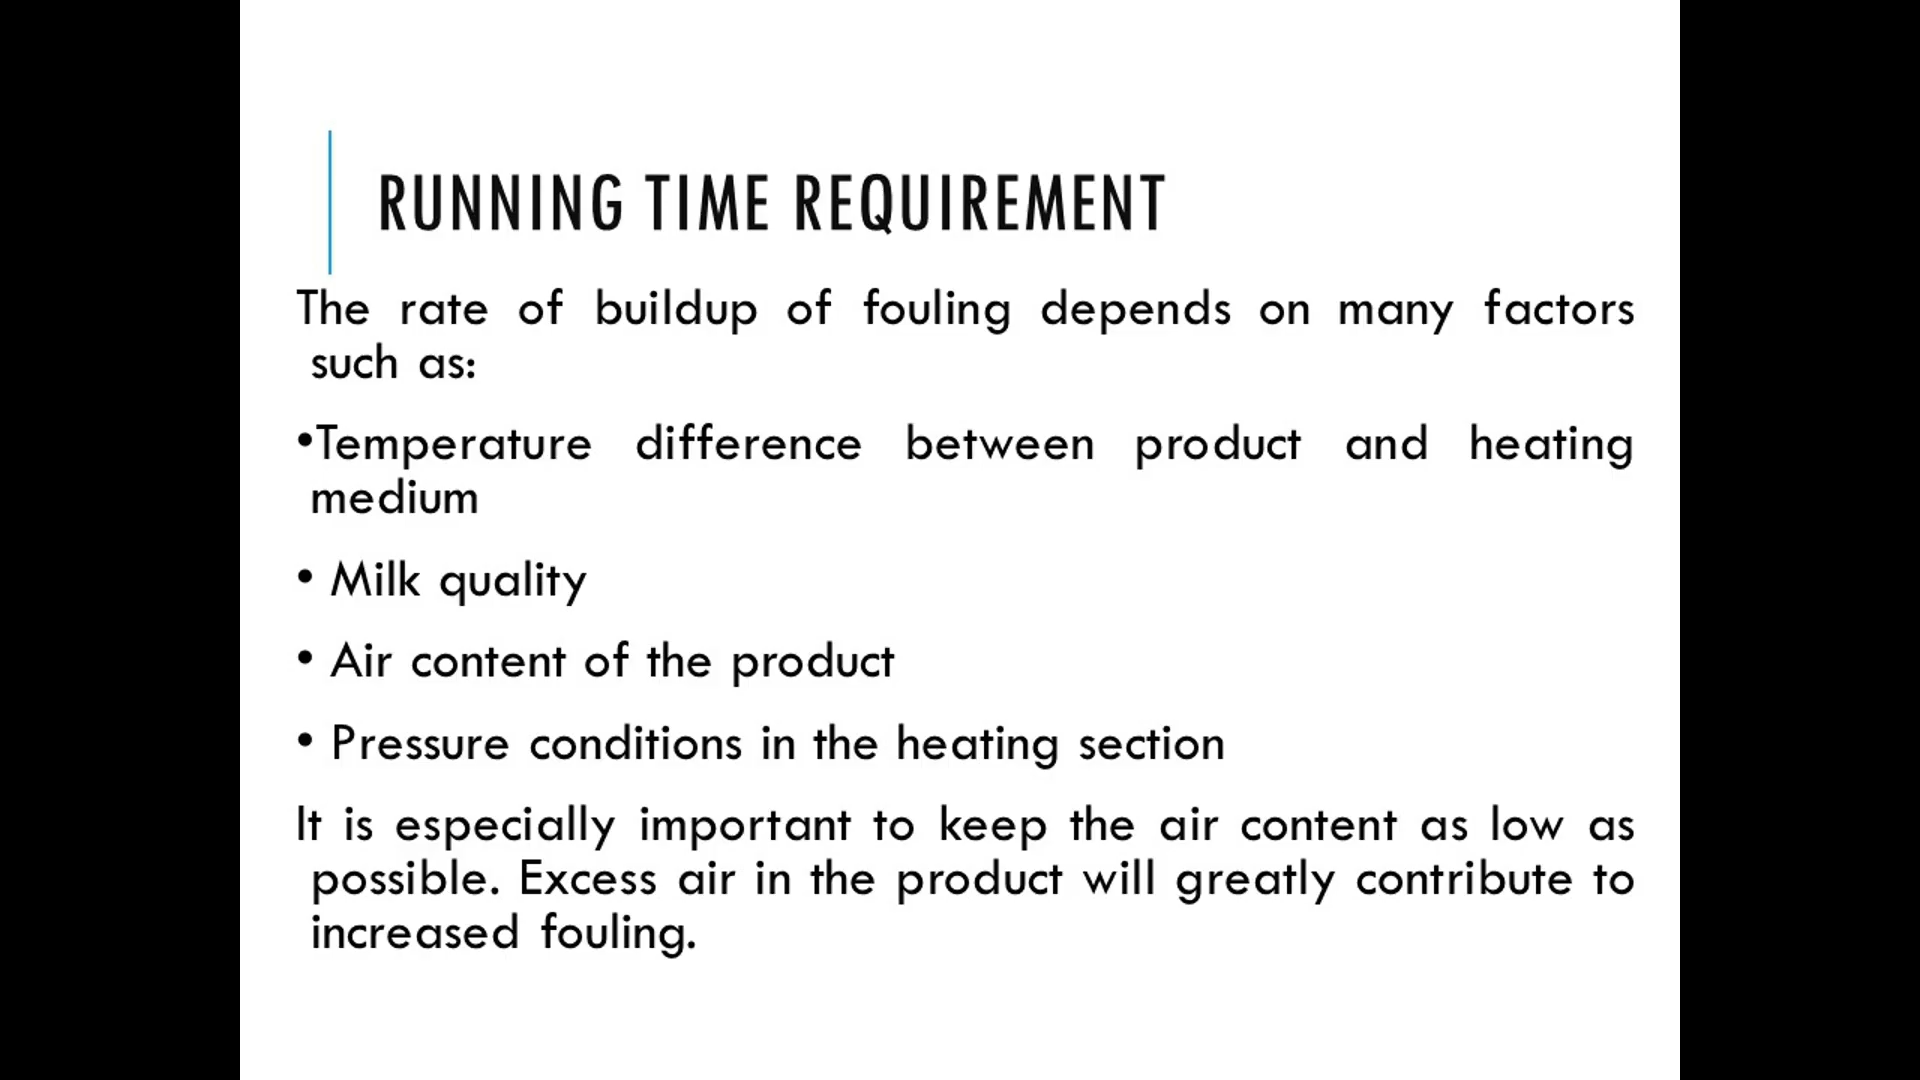 RUNNING TIME REQUIREMENT
The rate of buildup of fouling depends on many factors
such as:
•Temperature difference between product and heating
medium
• Milk quality
• Air content of the product
• Pressure conditions in the heating section
It is especially important to keep the air content as low as
possible. Excess air in the product will greatly contribute to
increased fouling.